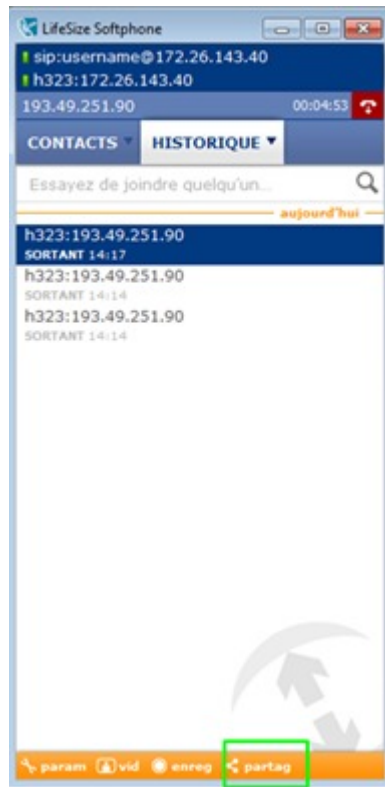 LifeSize Softphone
sip:username@172.26.143.40
h323:172.26.143.40
193.49.251.90 00:04:53
CONTACTS HISTORIQUE
Essayez de joindre quelqu'un...
aujourd'hui
h323:193.49.251.90
SORTANT 14:17
h323:193.49.251.90
SORTANT 14:14
h323:193.49.251.90
SORTANT 14:14
param vid enreg partag